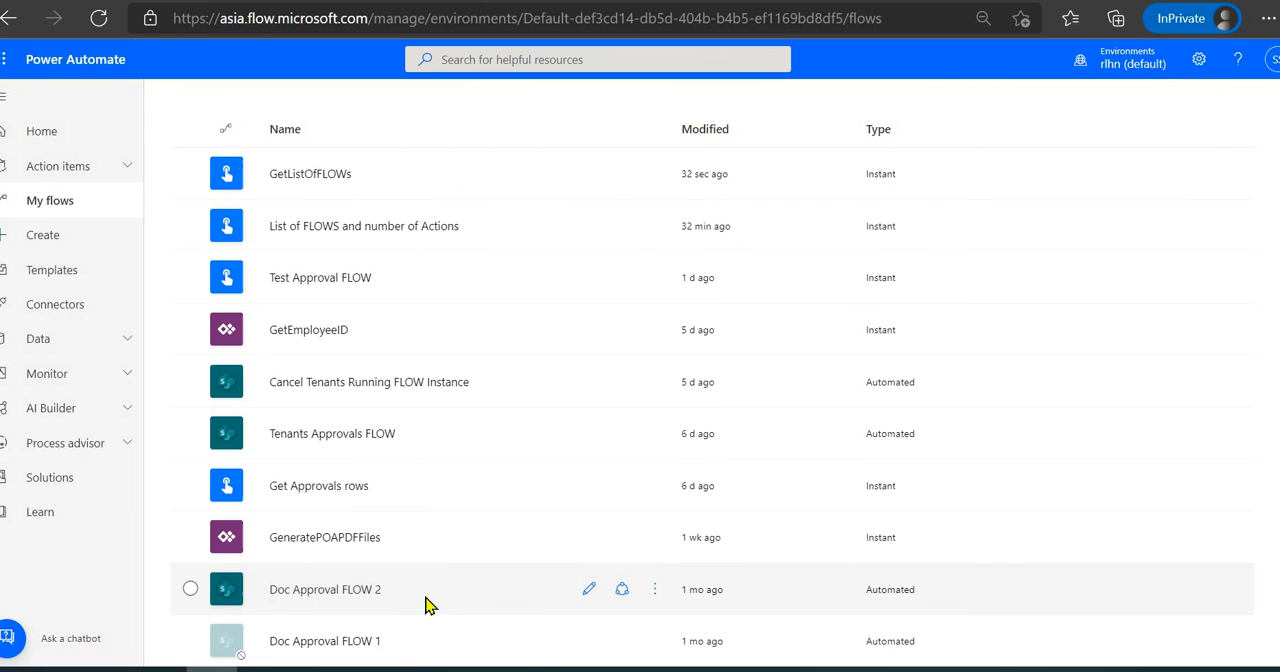 https://asia.flow.microsoft.com/manage/environments/Default-def3cd14-db5d-404b-b4b5-ef1169bd8df5/flows
InPrivate
Power Automate
Search for helpful resources
Environments
rlhn (default)
?
SS
Home
Action items
My flows
Create
Templates
Connectors
Data
Monitor
AI Builder
Process advisor
Solutions
Learn
Ask a chatbot
Name Modified Type
GetListOfFLOWs 32 sec ago Instant
List of FLOWS and number of Actions 32 min ago Instant
Test Approval FLOW 1 d ago Instant
GetEmployeeID 5 d ago Instant
Cancel Tenants Running FLOW Instance 5 d ago Automated
Tenants Approvals FLOW 6 d ago Automated
Get Approvals rows 6 d ago Instant
GeneratePOAPDFFiles 1 wk ago Instant
Doc Approval FLOW 2 1 mo ago Automated
Doc Approval FLOW 1 1 mo ago Automated